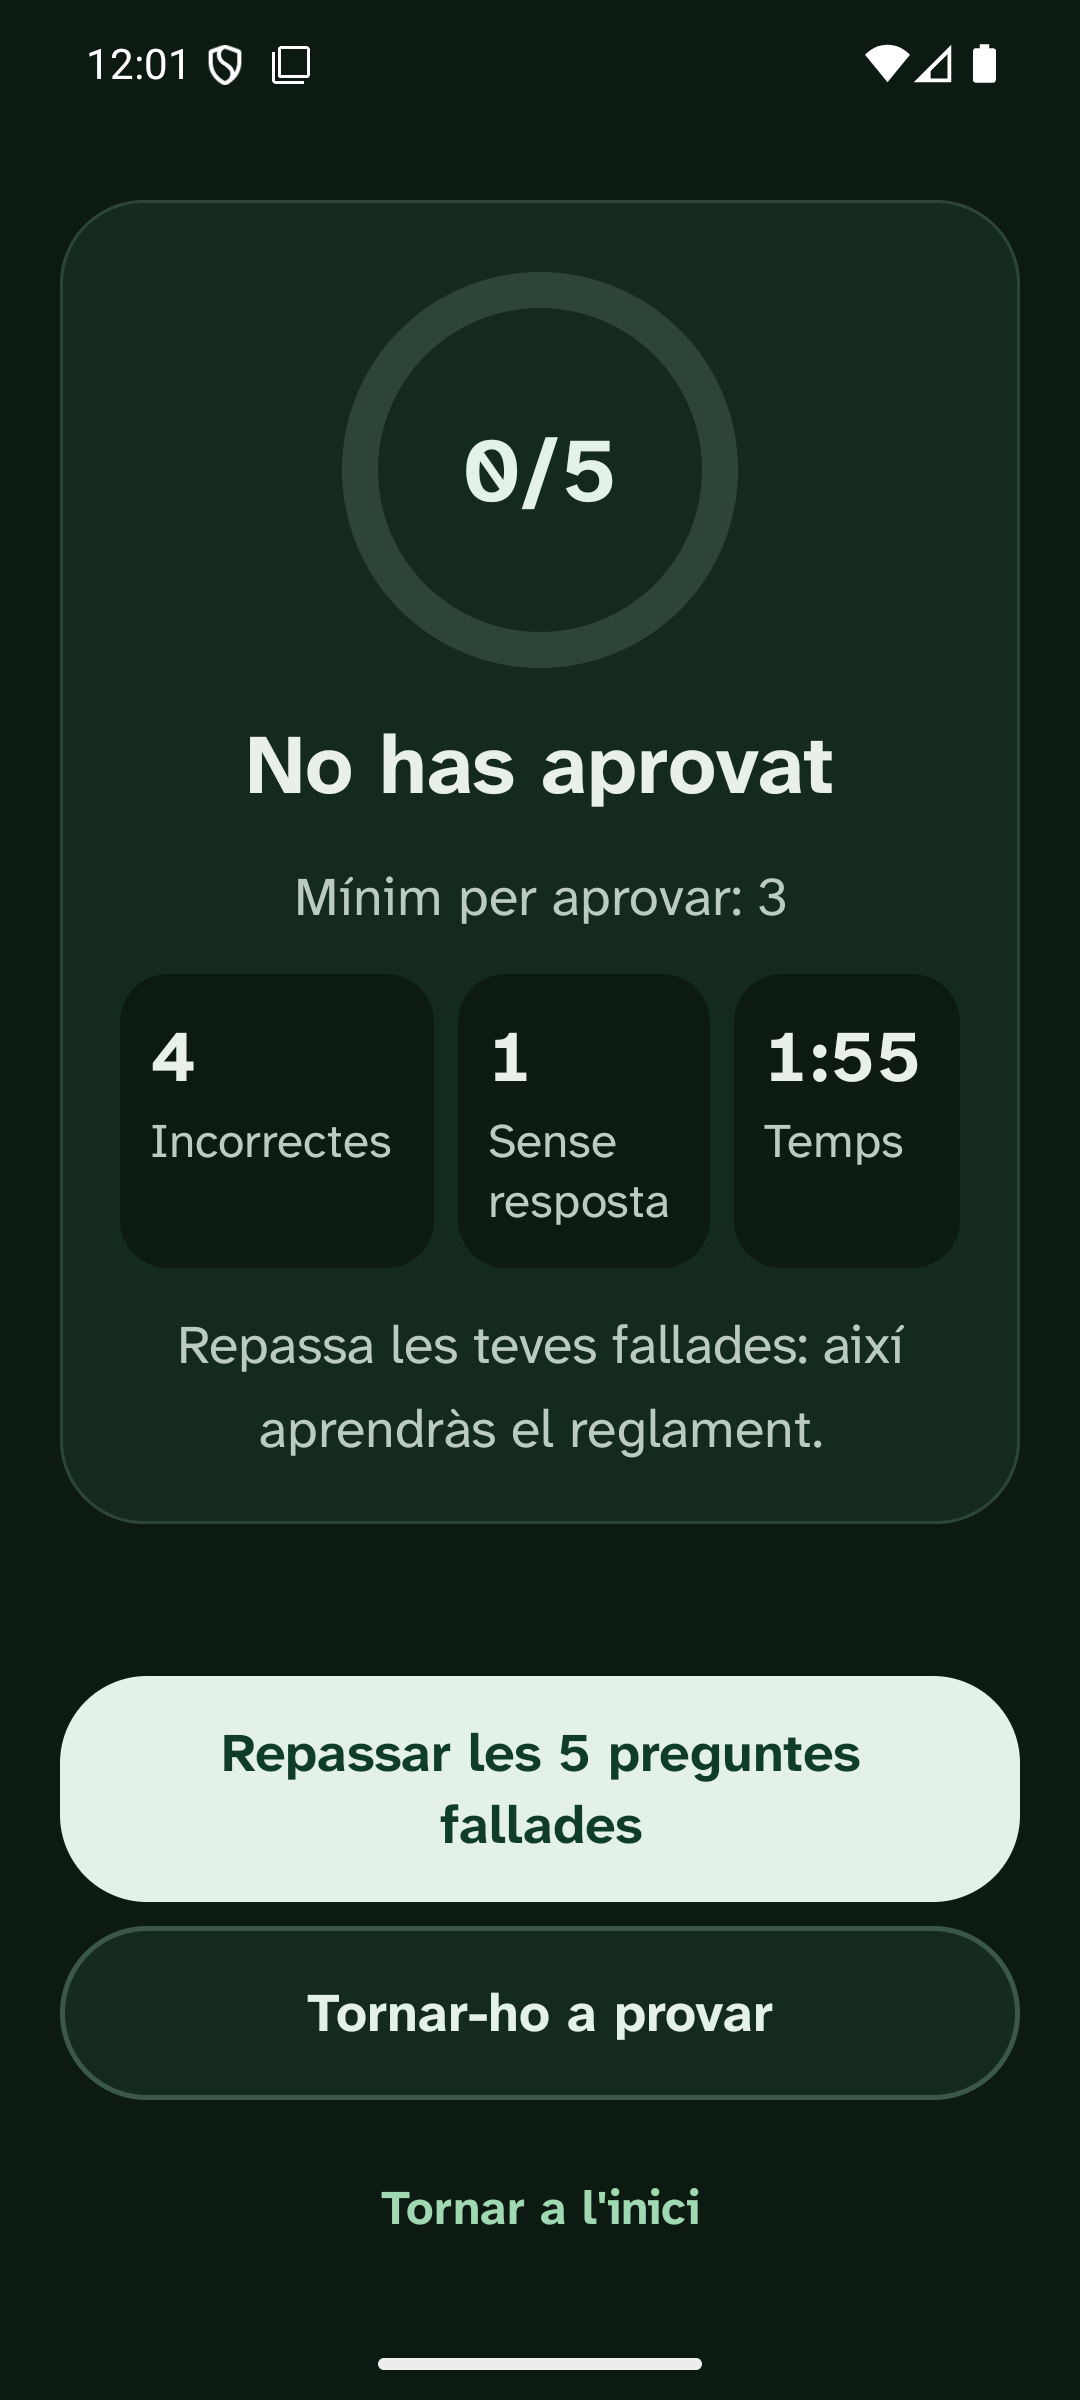 12:01
0/5
No has aprovat
Mínim per aprovar: 3
4
Incorrectes
1
Sense
resposta
1:55
Temps
Repassa les teves fallades: així
aprendràs el reglament.
Repassar les 5 preguntes
fallades
Tornar-ho a provar
Tornar a l'inici